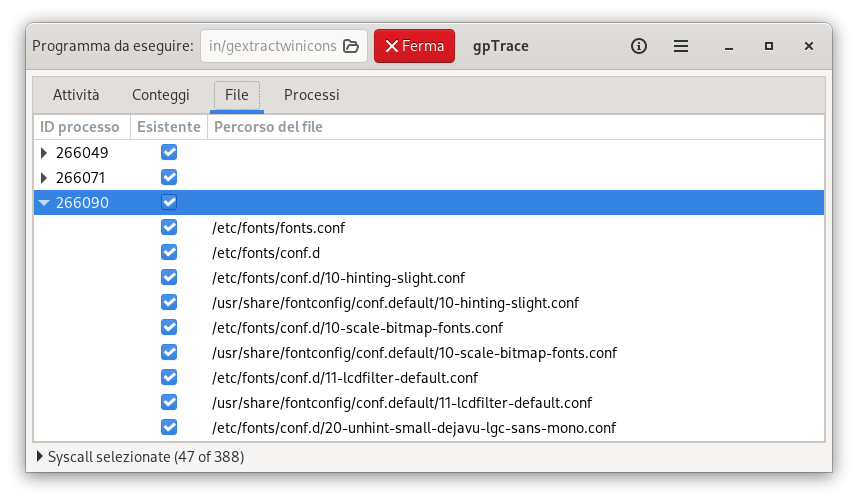 Programma da eseguire: in/gextractwinicons Ferma gpTrace
Attività Conteggi File Processi
ID processo Esistente Percorso del file
266049
266071
266090
/etc/fonts/fonts.conf
/etc/fonts/conf.d
/etc/fonts/conf.d/10-hinting-slight.conf
/usr/share/fontconfig/conf.default/10-hinting-slight.conf
/etc/fonts/conf.d/10-scale-bitmap-fonts.conf
/usr/share/fontconfig/conf.default/10-scale-bitmap-fonts.conf
/etc/fonts/conf.d/11-lcdfilter-default.conf
/usr/share/fontconfig/conf.default/11-lcdfilter-default.conf
/etc/fonts/conf.d/20-unhint-small-dejavu-lgc-sans-mono.conf
Syscall selezionate (47 of 388)